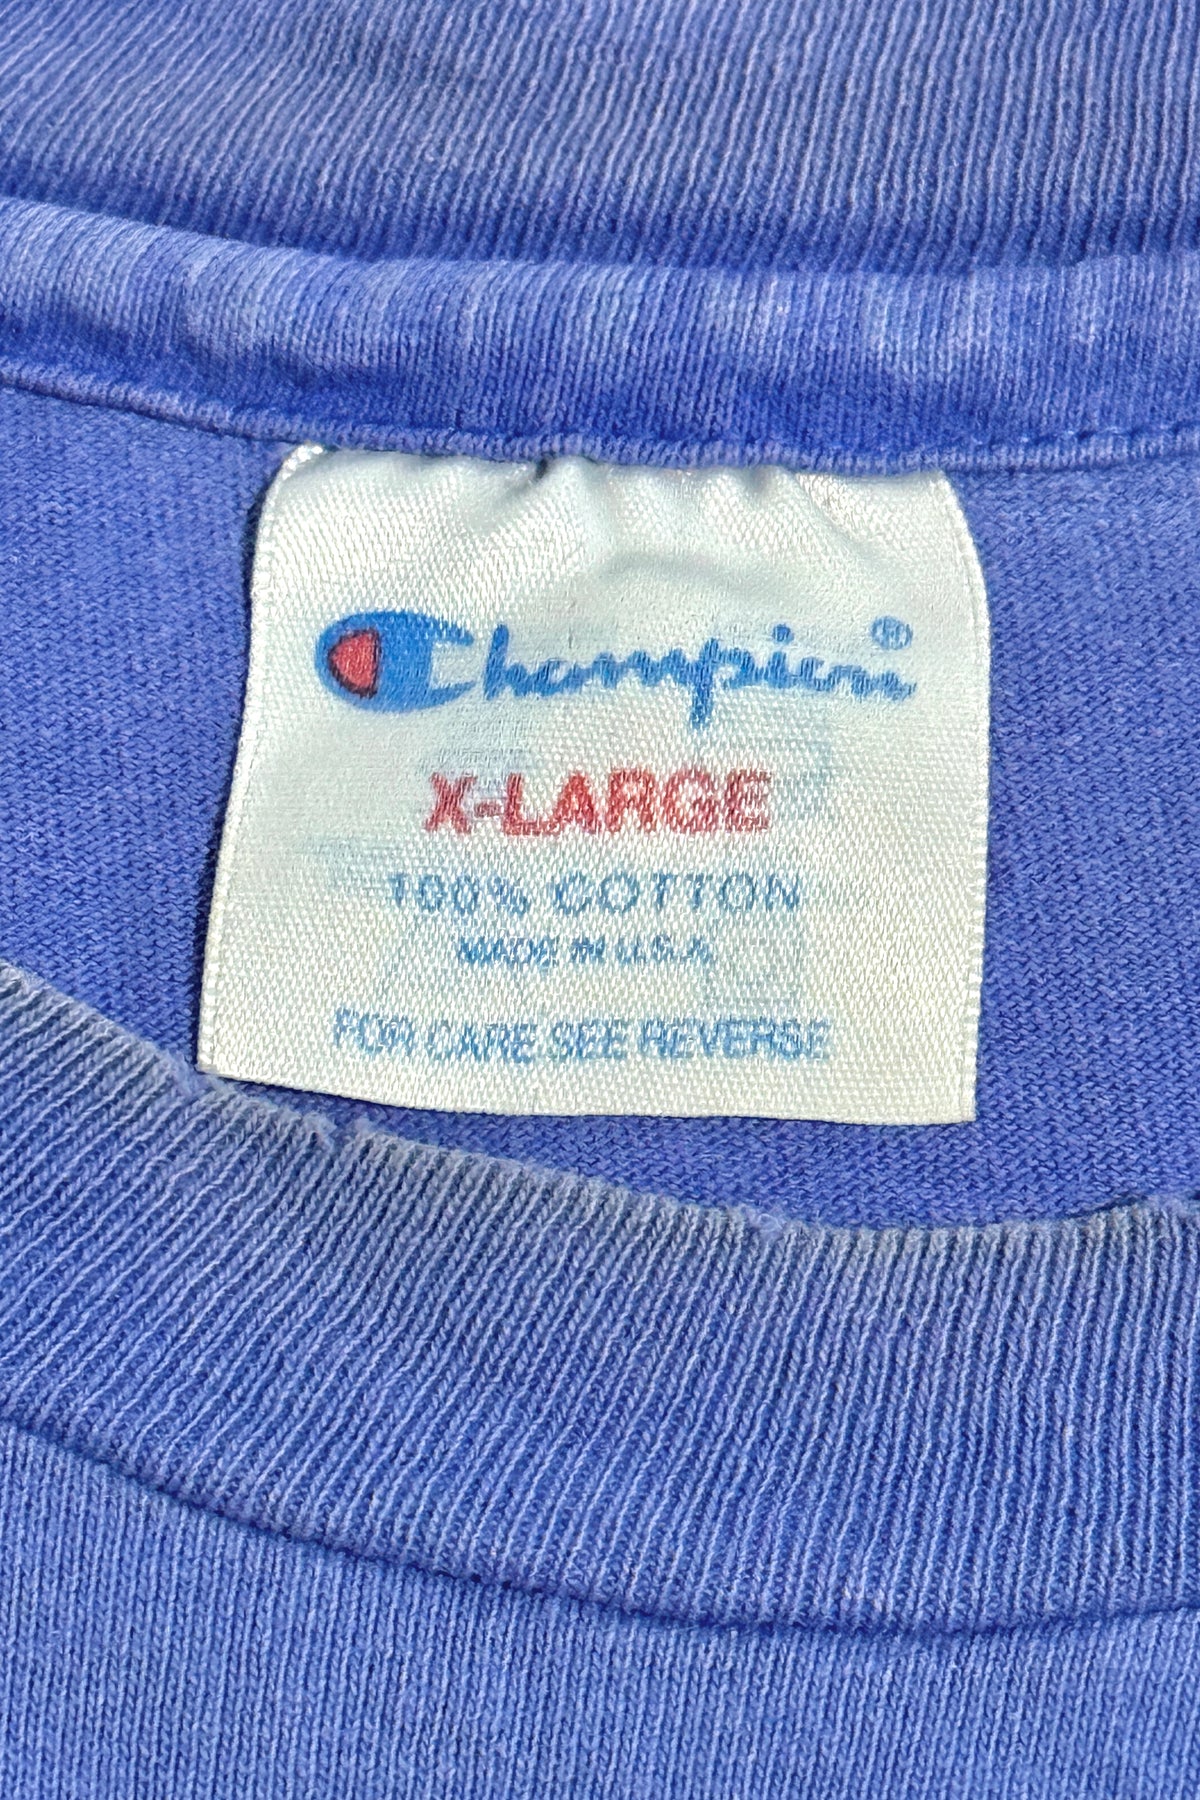 Champion®
X-LARGE
100% COTTON
MADE IN U.S.A.
FOR CARE SEE REVERSE